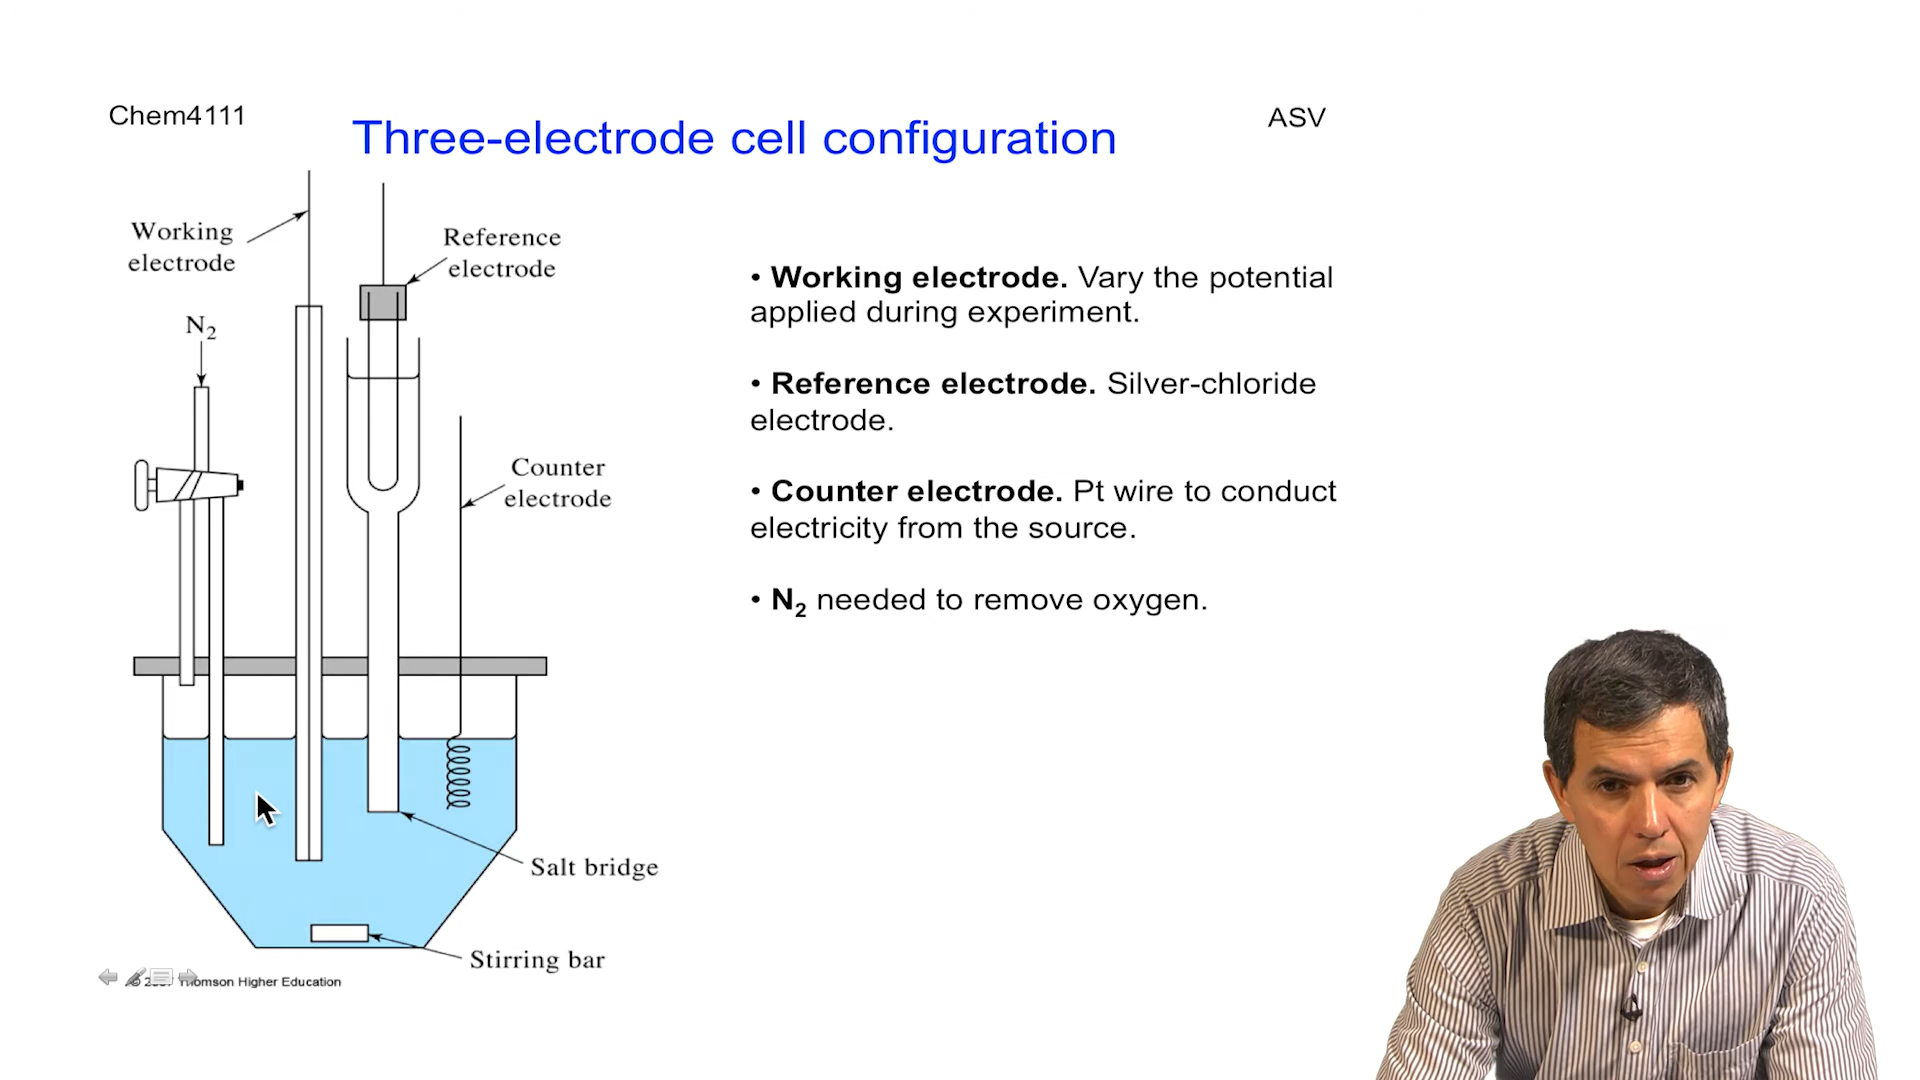 Chem4111
Three-electrode cell configuration
ASV
Working
electrode
Reference
electrode
N2
Counter
electrode
Salt bridge
Stirring bar
Thomson Higher Education
• Working electrode. Vary the potential
applied during experiment.
• Reference electrode. Silver-chloride
electrode.
• Counter electrode. Pt wire to conduct
electricity from the source.
• N2 needed to remove oxygen.